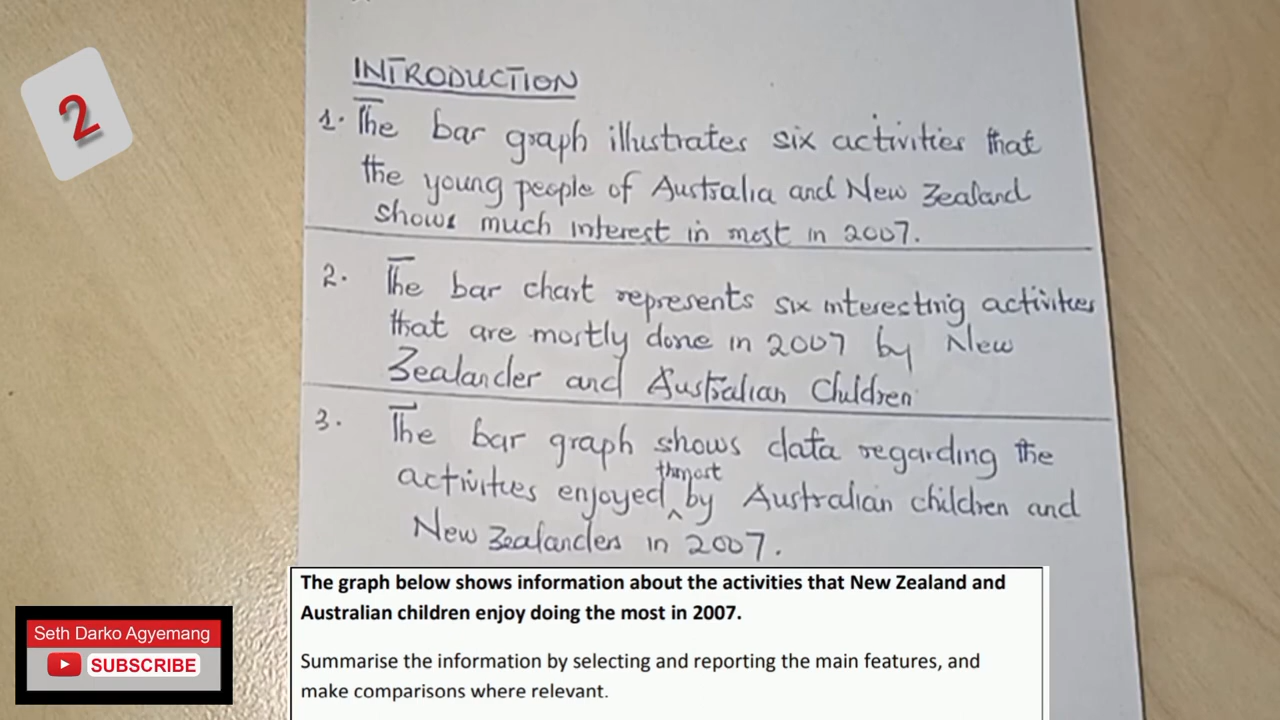 2
INTRODUCTION
1. The bar graph illustrates six activities that
the young people of Australia and New Zealand
shows much interest in most in 2007.
2. The bar chart represents six interesting activities
that are mostly done in 2007 by New
Zealander and Australian Children
3. The bar graph shows data regarding the
activities enjoyed by Australian children and
New Zealanders in 2007.
The graph below shows information about the activities that New Zealand and
Australian children enjoy doing the most in 2007.
Summarise the information by selecting and reporting the main features, and
make comparisons where relevant.
Seth Darko Agyemang
SUBSCRIBE